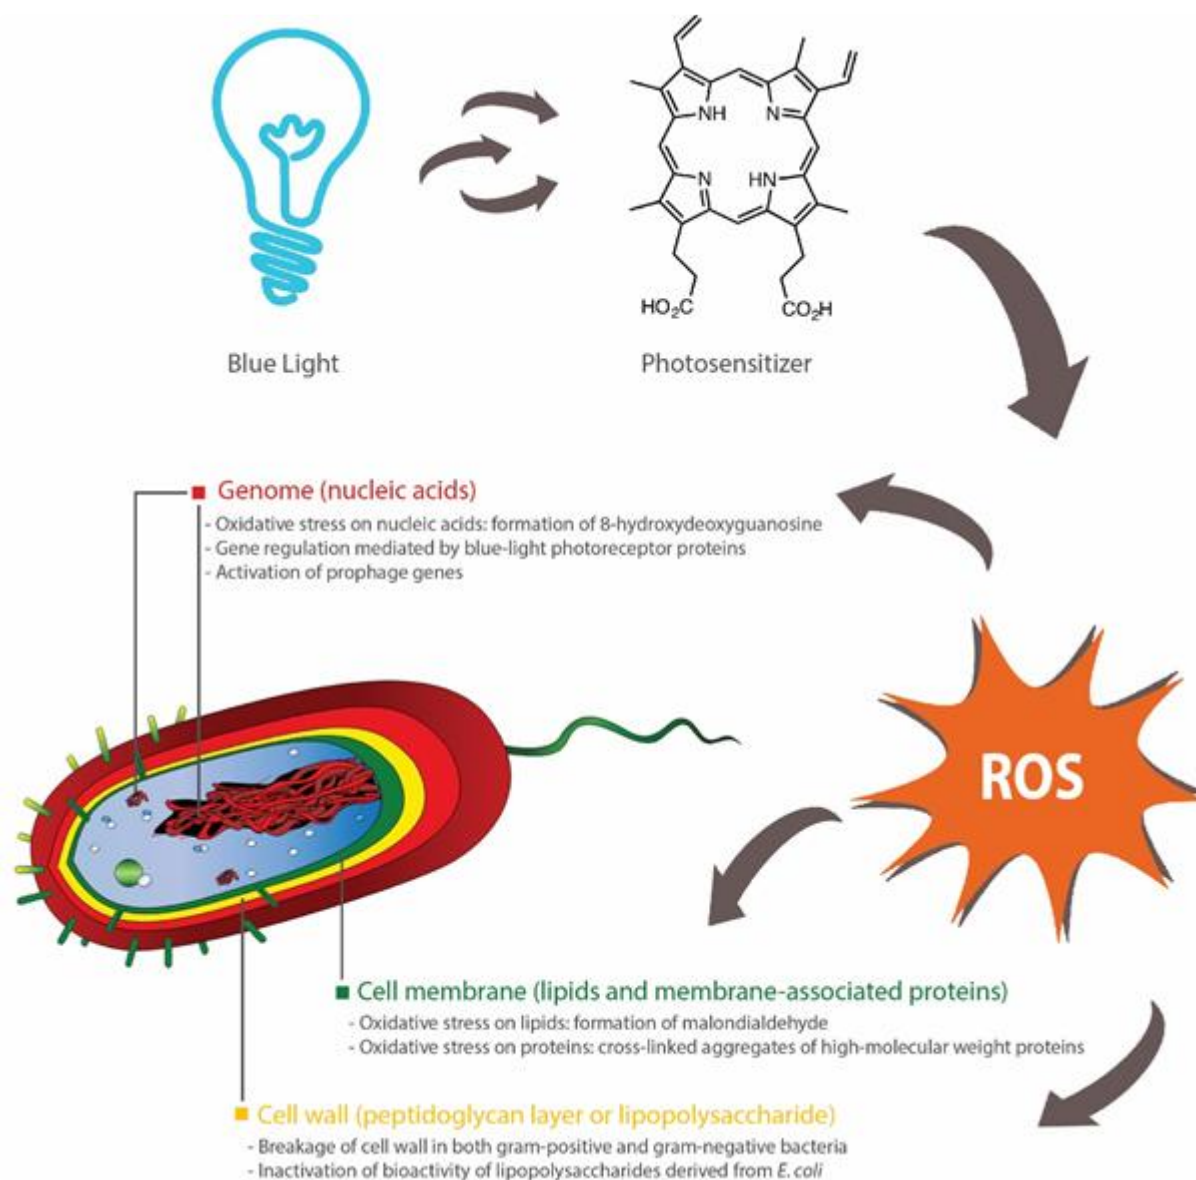 NH
N
N
HN
HO₂C
CO₂H
Blue Light
Photosensitizer
Genome (nucleic acids)
- Oxidative stress on nucleic acids: formation of 8-hydroxydeoxyguanosine
- Gene regulation mediated by blue-light photoreceptor proteins
- Activation of prophage genes
ROS
Cell membrane (lipids and membrane-associated proteins)
- Oxidative stress on lipids: formation of malondialdehyde
- Oxidative stress on proteins: cross-linked aggregates of high-molecular weight proteins
Cell wall (peptidoglycan layer or lipopolysaccharide)
- Breakage of cell wall in both gram-positive and gram-negative bacteria
- Inactivation of bioactivity of lipopolysaccharides derived from E. coli